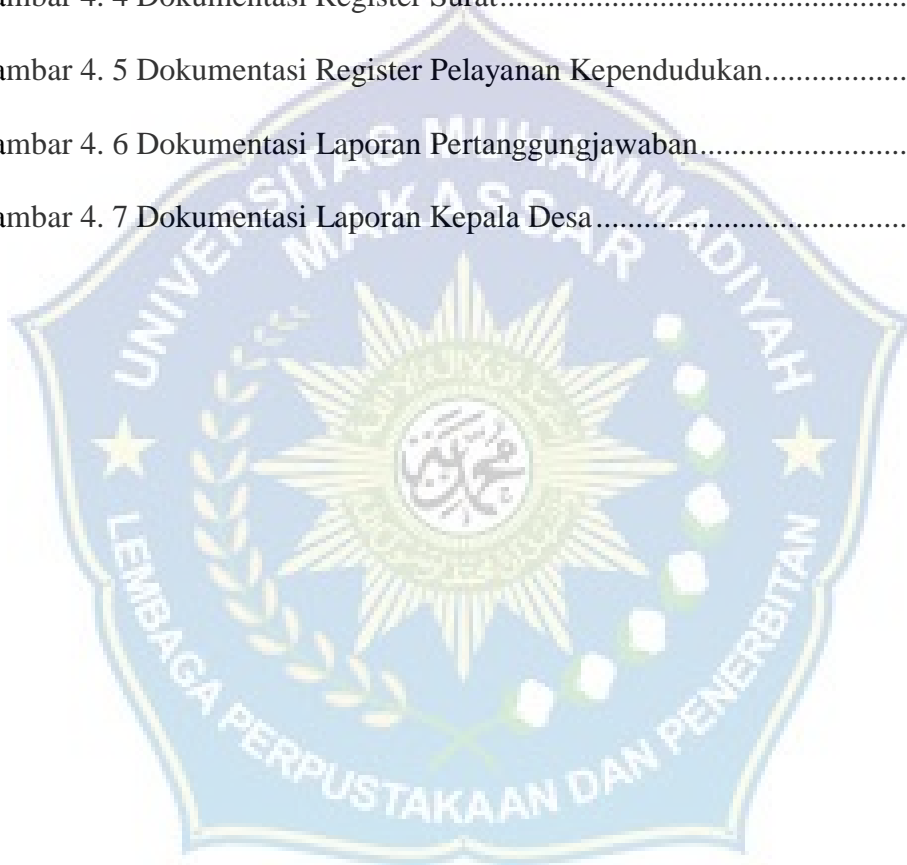 ambar 4. 4 Dokumentasi Register Surat.......................................................
ambar 4. 5 Dokumentasi Register Pelayanan Kependudukan...................
ambar 4. 6 Dokumentasi Laporan Pertanggungjawaban...........................
ambar 4. 7 Dokumentasi Laporan Kepala Desa.........................................
UNIVERSITAS MUHAMMADIYAH
MAKASSAR
محمدية
LEMBAGA PERPUSTAKAAN DAN PENERBITAN